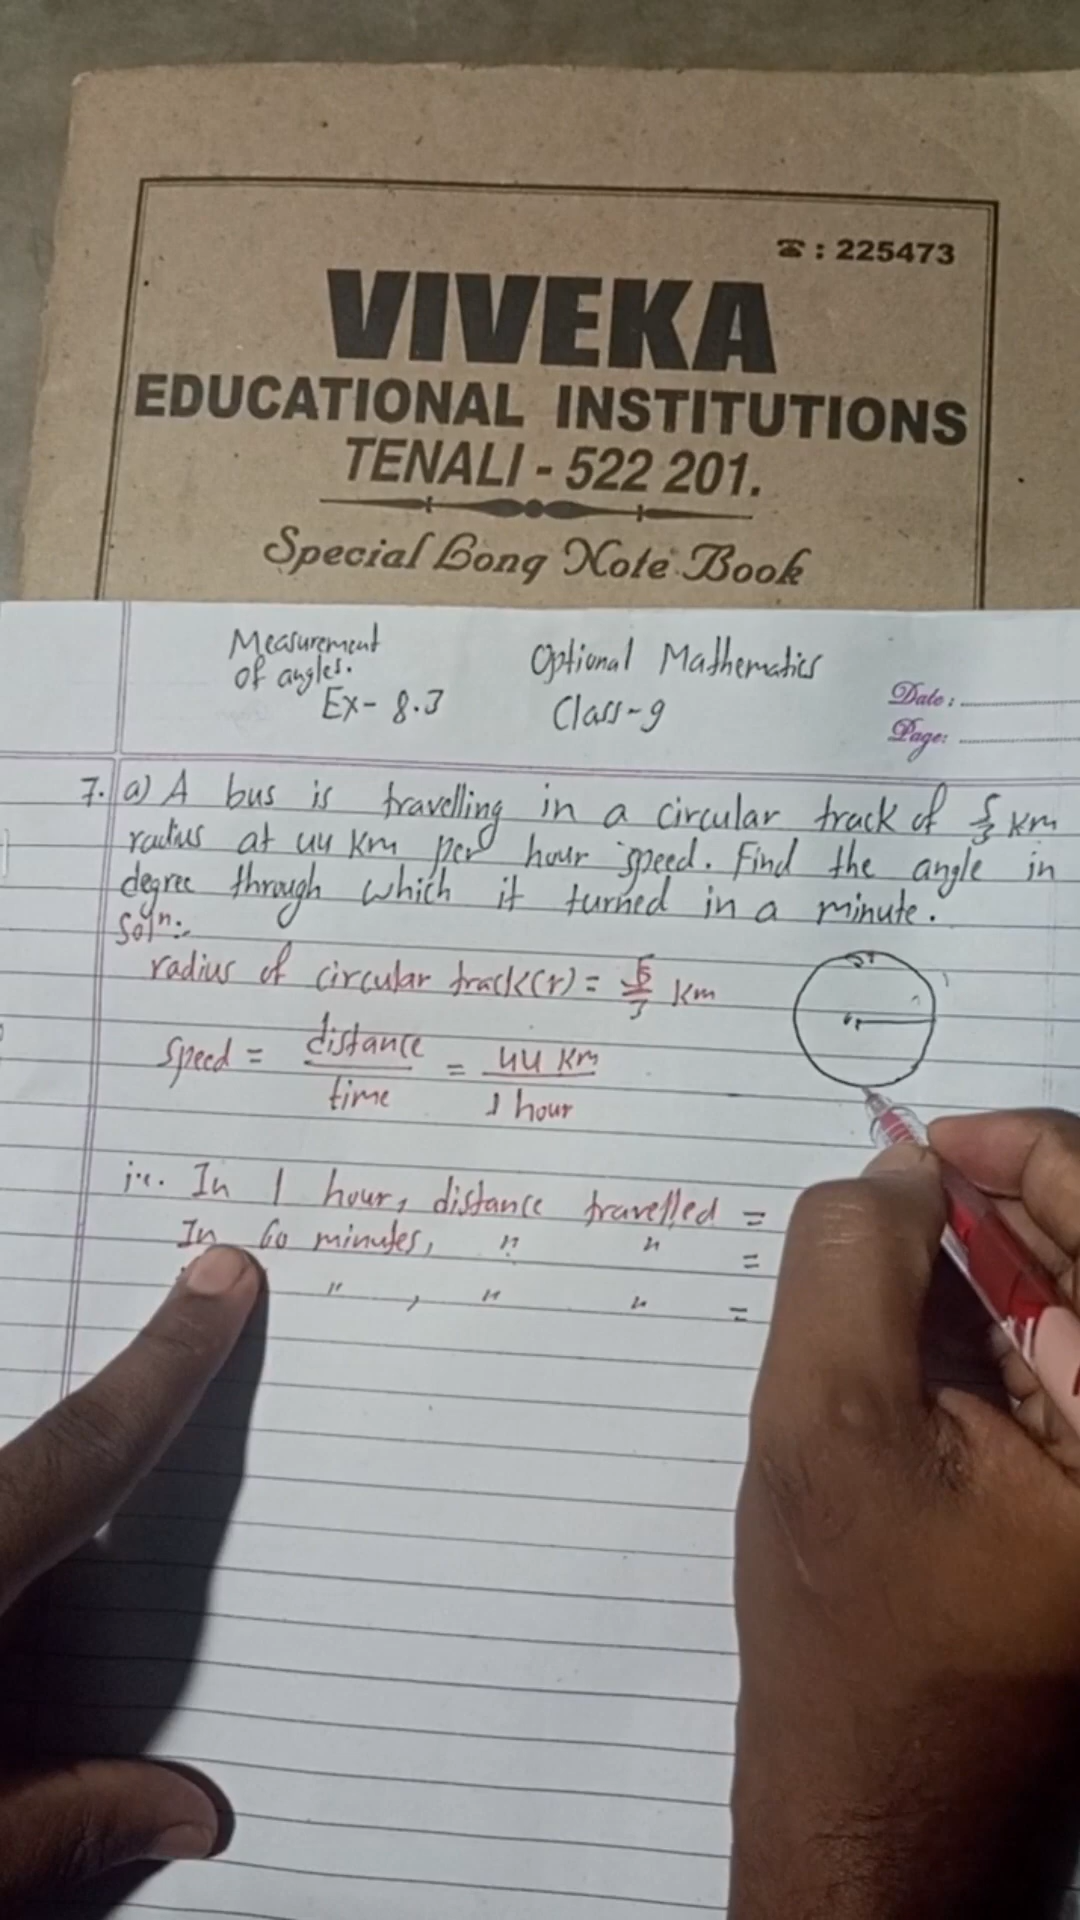 ☎ : 225473
VIVEKA
EDUCATIONAL INSTITUTIONS
TENALI - 522 201.
Special Long Note Book
Measurement
of angles.
Ex- 8.3
Optional Mathematics
Class-9
Date :
Page:
7. a) A bus is travelling in a circular track of 5/3 km
radius at 44 km per hour speed. Find the angle in
degree through which it turned in a minute.
Solⁿ:
radius of circular track(r) = 5/3 km
Speed = distance/time = 44 km/1 hour
i.e. In 1 hour, distance travelled =
In 60 minutes, " " =
" , " " =